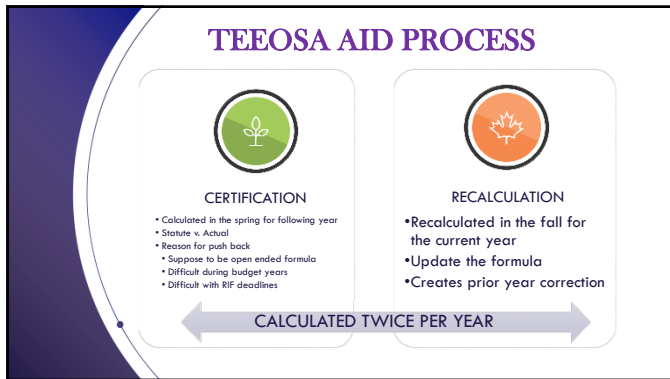 TEEOSA AID PROCESS
CERTIFICATION
• Calculated in the spring for following year
• Statute v. Actual
• Reason for push back
• Suppose to be open ended formula
• Difficult during budget years
• Difficult with RIF deadlines
RECALCULATION
•Recalculated in the fall for
the current year
•Update the formula
•Creates prior year correction
CALCULATED TWICE PER YEAR